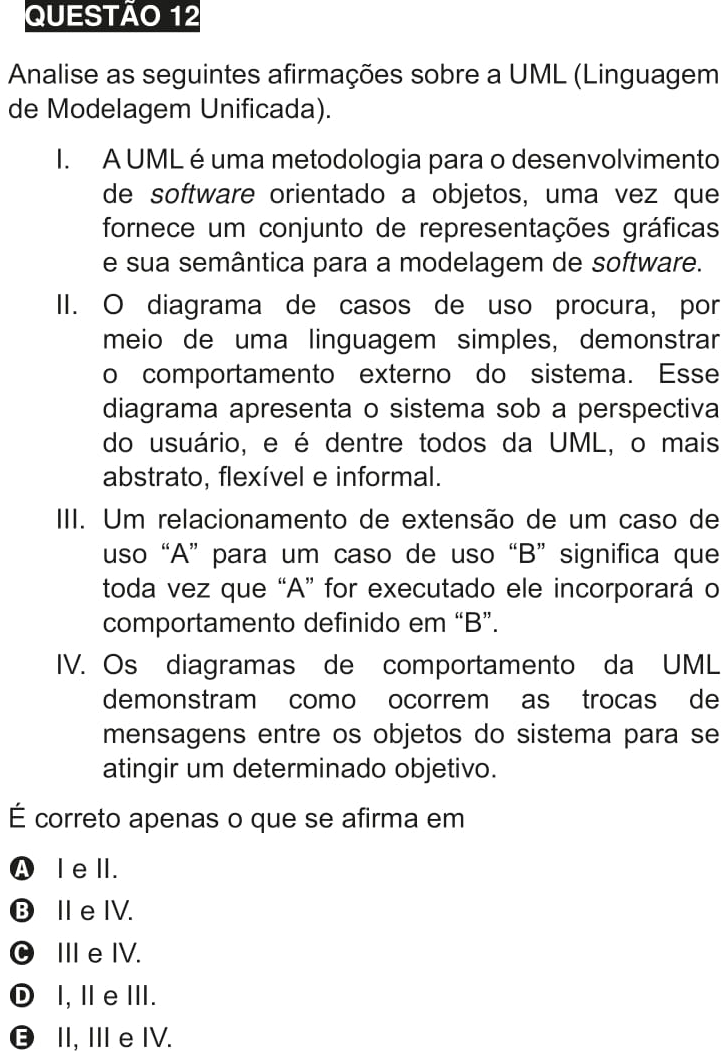 QUESTÃO 12
Analise as seguintes afirmações sobre a UML (Linguagem
de Modelagem Unificada).
I. A UML é uma metodologia para o desenvolvimento
de software orientado a objetos, uma vez que
fornece um conjunto de representações gráficas
e sua semântica para a modelagem de software.
II. O diagrama de casos de uso procura, por
meio de uma linguagem simples, demonstrar
o comportamento externo do sistema. Esse
diagrama apresenta o sistema sob a perspectiva
do usuário, e é dentre todos da UML, o mais
abstrato, flexível e informal.
III. Um relacionamento de extensão de um caso de
uso “A” para um caso de uso “B” significa que
toda vez que “A” for executado ele incorporará o
comportamento definido em “B”.
IV. Os diagramas de comportamento da UML
demonstram como ocorrem as trocas de
mensagens entre os objetos do sistema para se
atingir um determinado objetivo.
É correto apenas o que se afirma em
A I e II.
B II e IV.
C III e IV.
D I, II e III.
E II, III e IV.